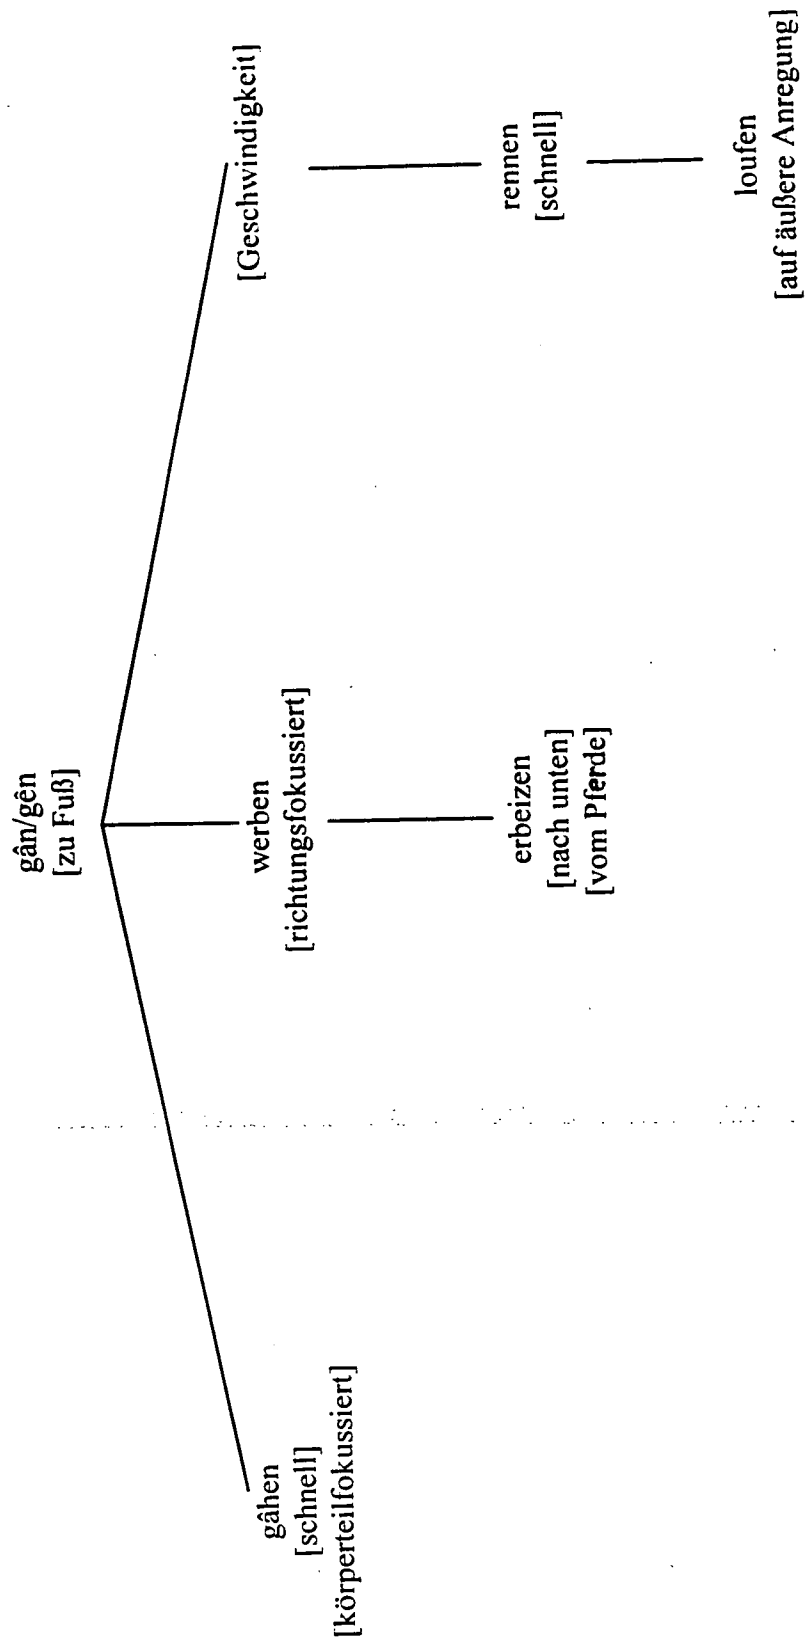 gân/gên
[zu Fuß]
gâhen
[schnell]
[körperteilfokussiert]
werben
[richtungsfokussiert]
[Geschwindigkeit]
erbeizen
[nach unten]
[vom Pferde]
rennen
[schnell]
loufen
[auf äußere Anregung]